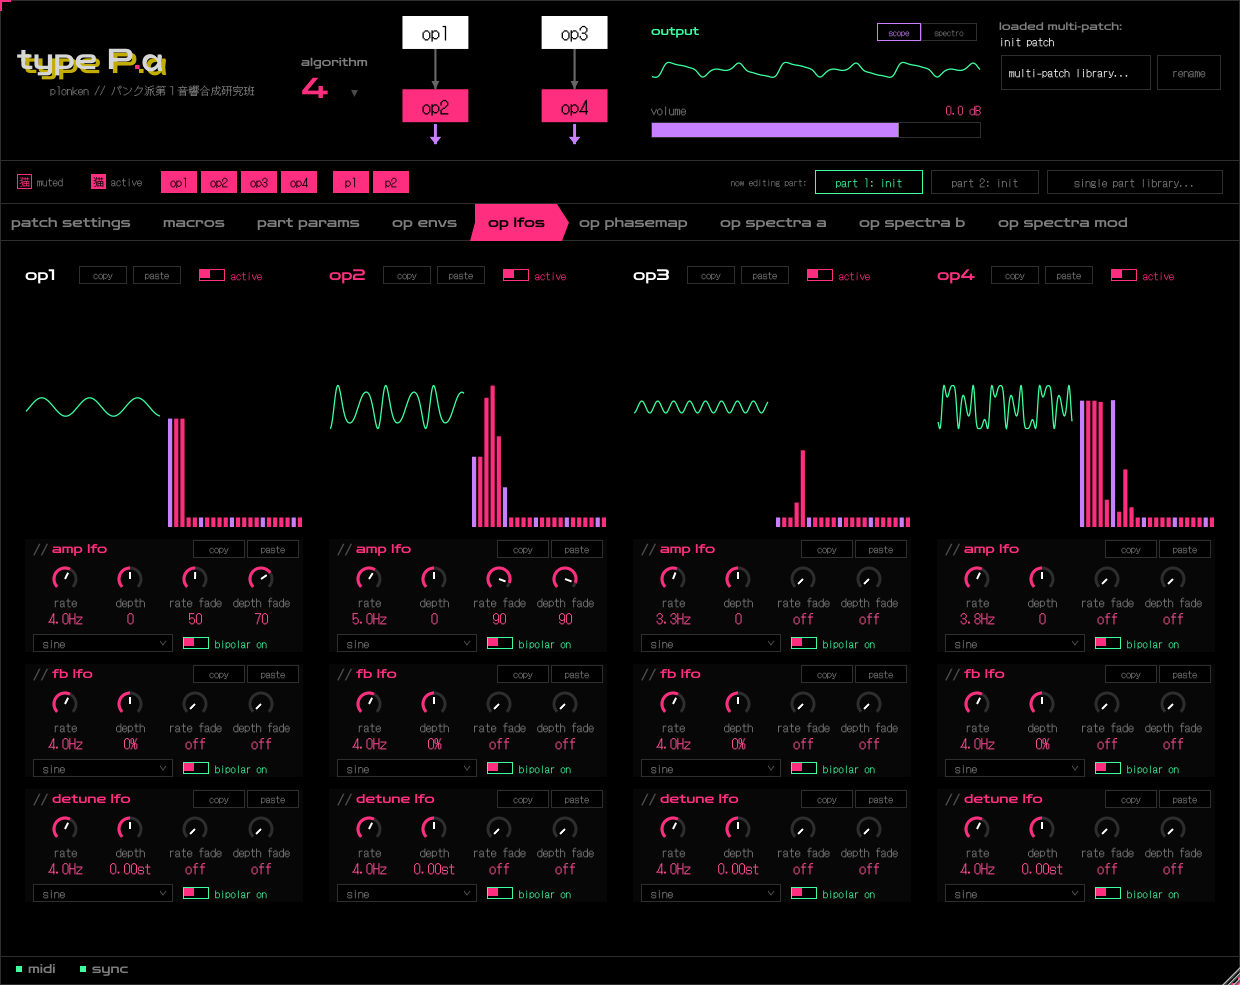 type P.a
plonken // パンク派第1音響合成研究班
algorithm
4
op1
op3
op2
op4
output
scope
spectro
volume
0.0 dB
loaded multi-patch:
init patch
multi-patch library...
rename
猫 muted
猫 active
op1 op2 op3 op4 p1 p2
now editing part:
part 1: init
part 2: init
single part library...
patch settings macros part params op envs op lfos op phasemap op spectra a op spectra b op spectra mod
op1 copy paste active
op2 copy paste active
op3 copy paste active
op4 copy paste active
// amp lfo copy paste
rate depth rate fade depth fade
4.0Hz 0 50 70
sine bipolar on
// amp lfo copy paste
rate depth rate fade depth fade
5.0Hz 0 90 90
sine bipolar on
// amp lfo copy paste
rate depth rate fade depth fade
3.3Hz 0 off off
sine bipolar on
// amp lfo copy paste
rate depth rate fade depth fade
3.8Hz 0 off off
sine bipolar on
// fb lfo copy paste
rate depth rate fade depth fade
4.0Hz 0% off off
sine bipolar on
// fb lfo copy paste
rate depth rate fade depth fade
4.0Hz 0% off off
sine bipolar on
// fb lfo copy paste
rate depth rate fade depth fade
4.0Hz 0% off off
sine bipolar on
// fb lfo copy paste
rate depth rate fade depth fade
4.0Hz 0% off off
sine bipolar on
// detune lfo copy paste
rate depth rate fade depth fade
4.0Hz 0.00st off off
sine bipolar on
// detune lfo copy paste
rate depth rate fade depth fade
4.0Hz 0.00st off off
sine bipolar on
// detune lfo copy paste
rate depth rate fade depth fade
4.0Hz 0.00st off off
sine bipolar on
// detune lfo copy paste
rate depth rate fade depth fade
4.0Hz 0.00st off off
sine bipolar on
midi sync